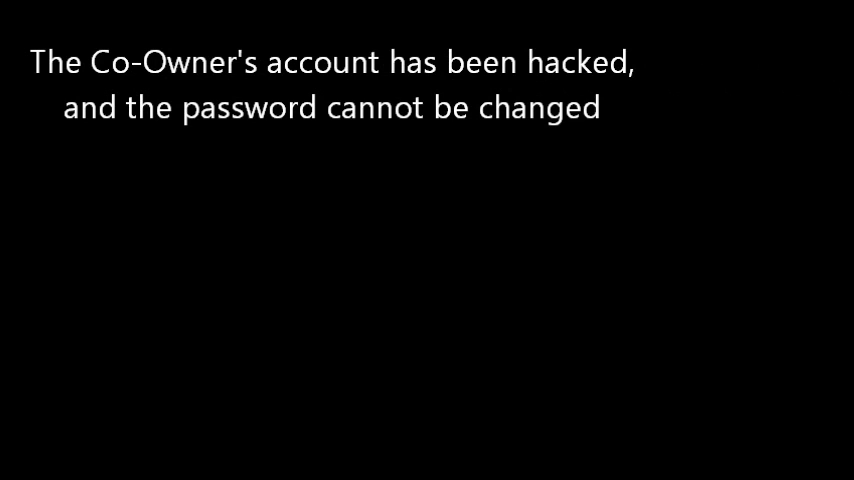 The Co-Owner's account has been hacked,
and the password cannot be changed